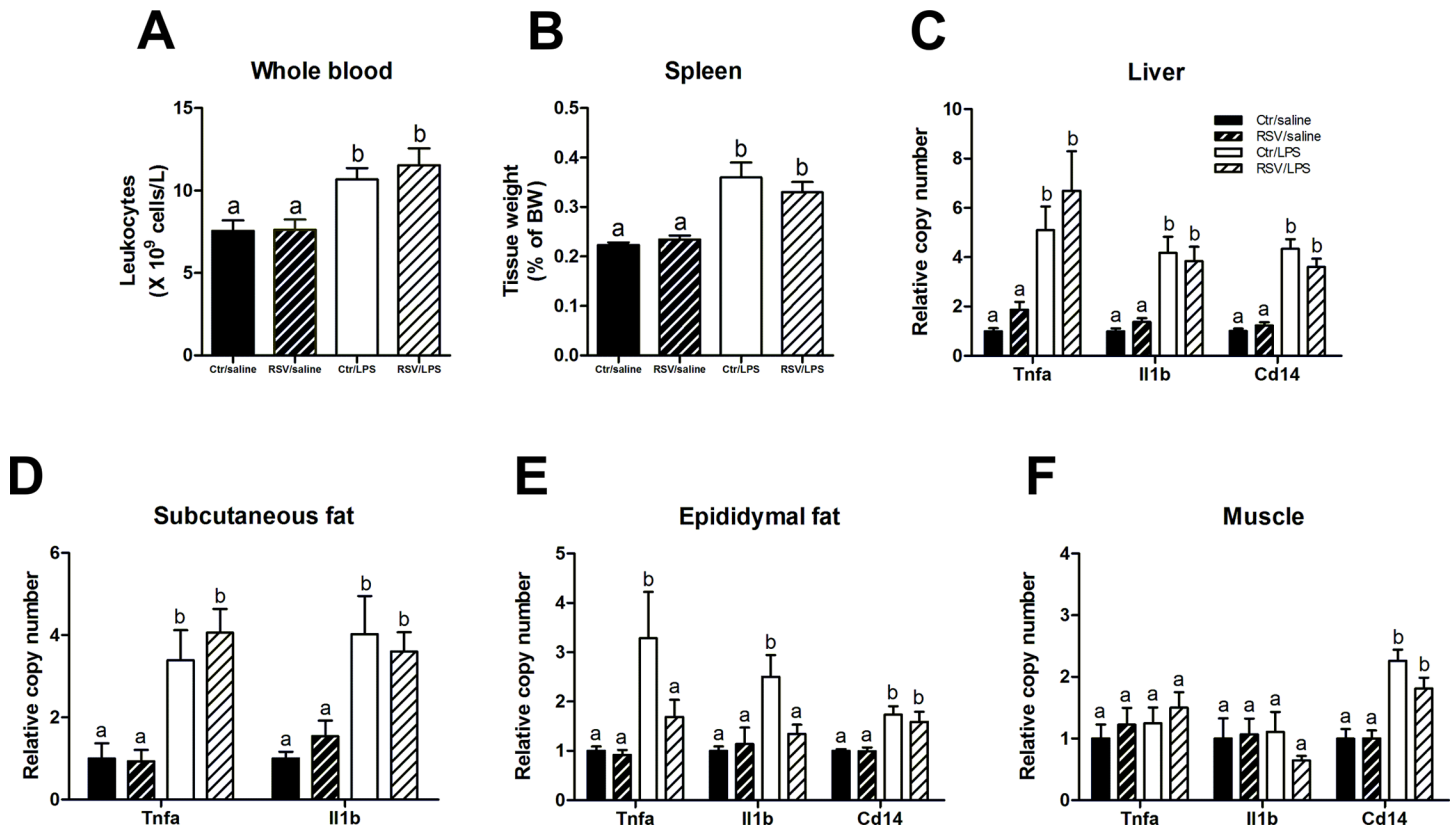 A
Whole blood
Leukocytes
(X 10⁹ cells/L)
15
10
5
0
a
a
b
b
Ctr/saline
RSV/saline
Ctr/LPS
RSV/LPS
B
Spleen
Tissue weight
(% of BW)
0.5
0.4
0.3
0.2
0.1
0.0
a
a
b
b
Ctr/saline
RSV/saline
Ctr/LPS
RSV/LPS
C
Liver
Relative copy number
10
8
6
4
2
0
Ctr/saline
RSV/saline
Ctr/LPS
RSV/LPS
a
a
b
b
a
a
b
b
a
a
b
b
Tnfa
Il1b
Cd14
D
Subcutaneous fat
Relative copy number
6
4
2
0
a
a
b
b
a
a
b
b
Tnfa
Il1b
E
Epididymal fat
Relative copy number
5
4
3
2
1
0
a
a
b
a
a
a
b
a
a
a
b
b
Tnfa
Il1b
Cd14
F
Muscle
Relative copy number
4
3
2
1
0
a
a
a
a
a
a
a
a
a
a
b
b
Tnfa
Il1b
Cd14